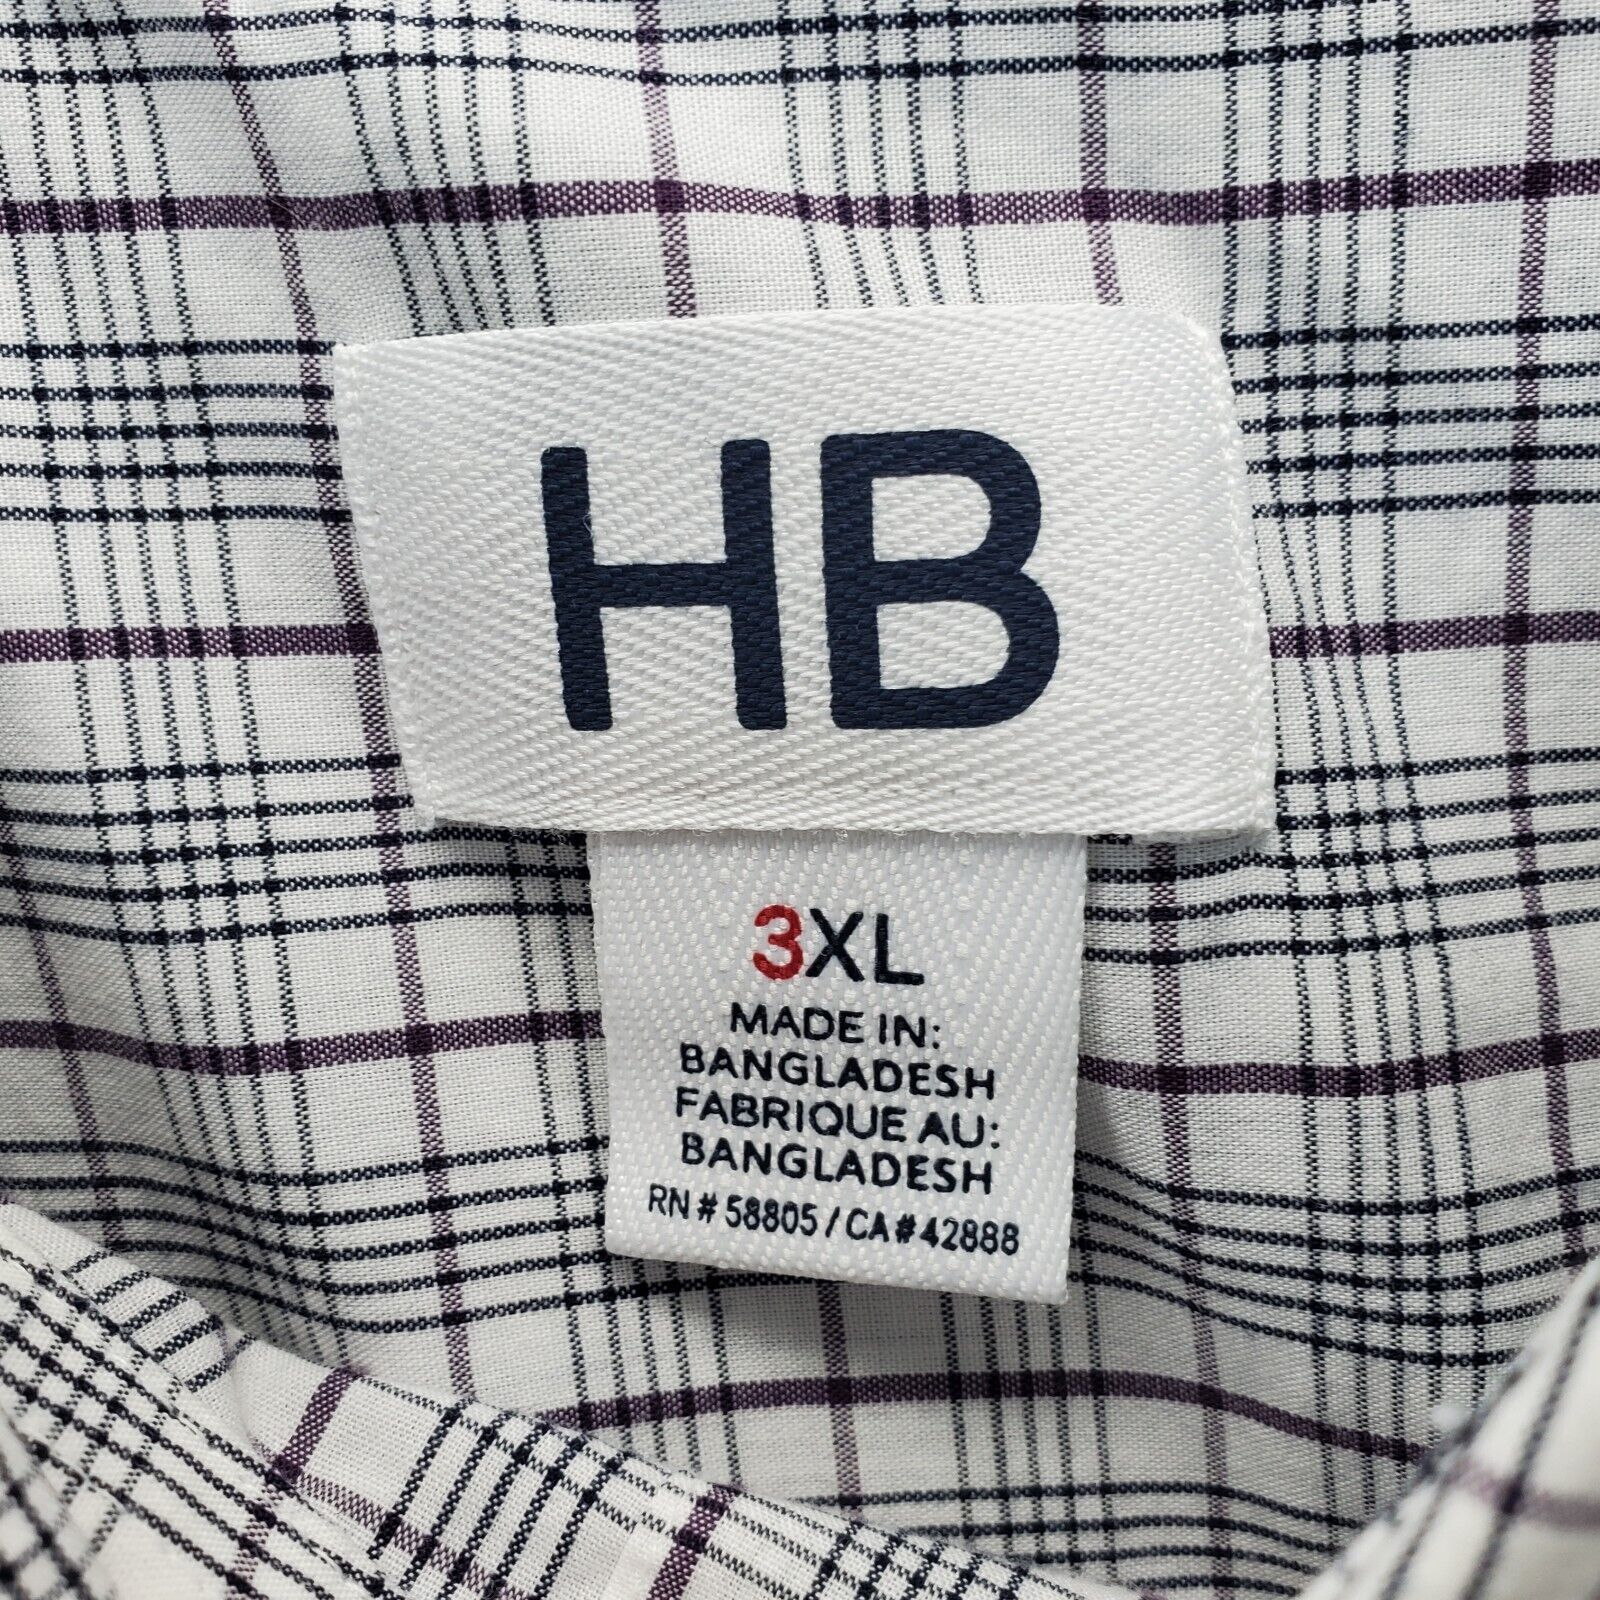 HB
3XL
MADE IN:
BANGLADESH
FABRIQUE AU:
BANGLADESH
RN # 58805 / CA # 42888